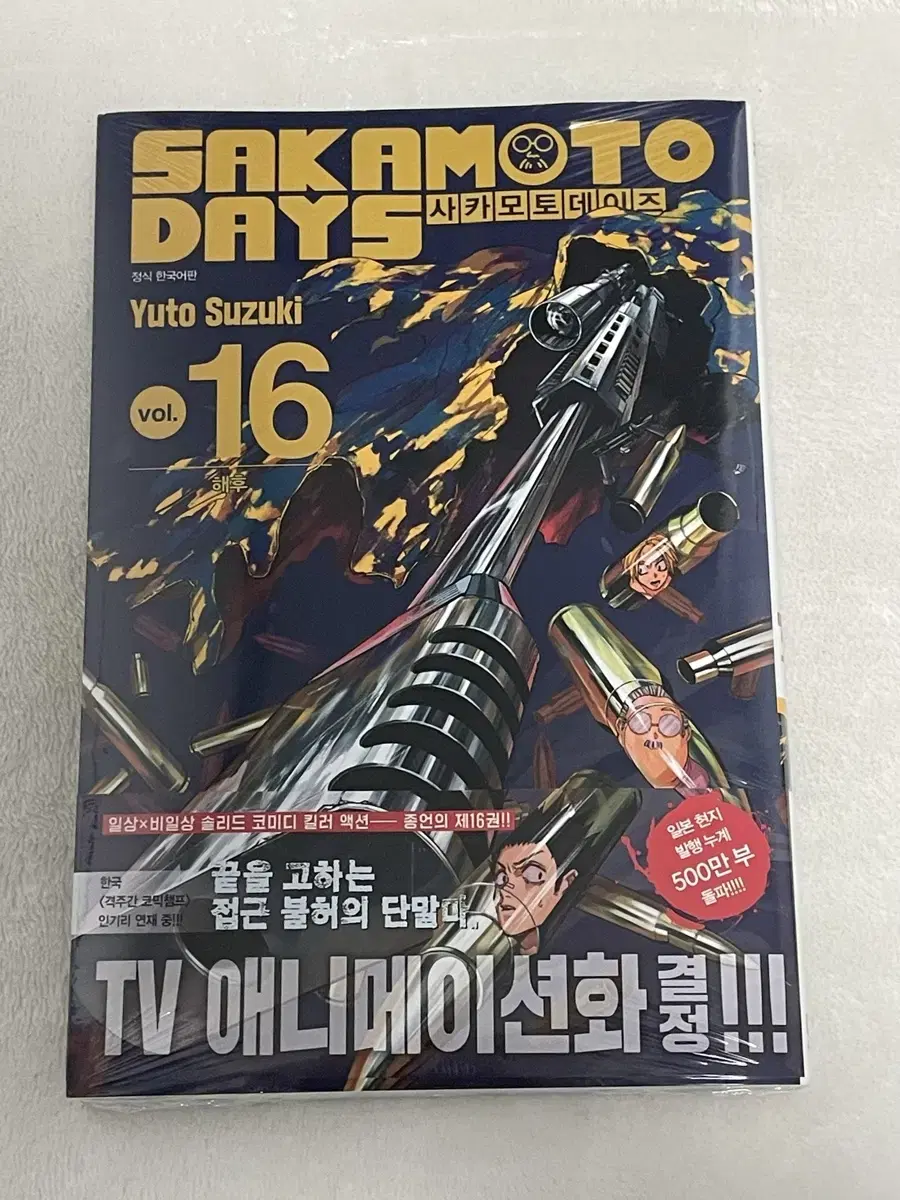 SAKAMOTO
DAYS
사카모토데이즈
정식 한국어판
Yuto Suzuki
vol. 16
해후
일상×비일상 솔리드 코미디 킬러 액션── 종언의 제16권!!
일본 현지
발행 누계
500만 부
돌파!!!!
한국
<격주간 코믹챔프>
인기리 연재 중!!!
끝을 고하는
접근 불허의 단말마.
TV 애니메이션화 결정!!!